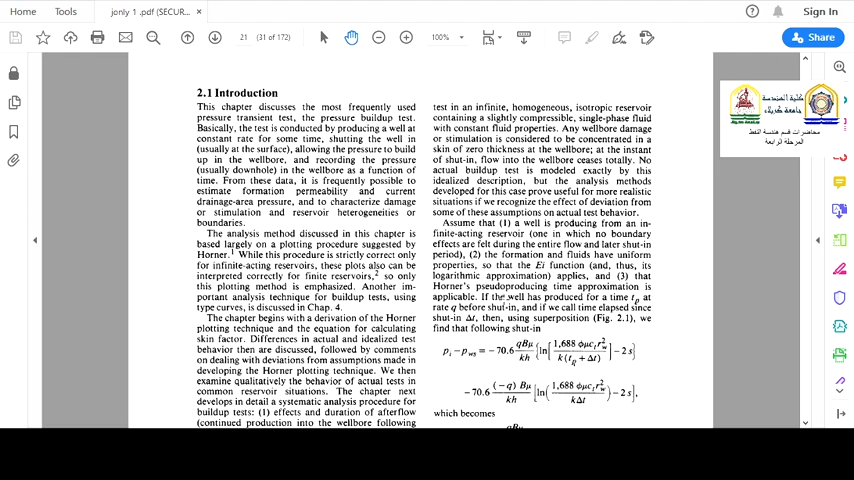 Home
Tools
jonly 1 .pdf (SECUR...
×
Sign In
21 (31 of 172)
100%
Share
كلية الهندسة
جامعة كربلاء
محاضرات قسم هندسة النفط
المرحلة الرابعة
2.1 Introduction
This chapter discusses the most frequently used
pressure transient test, the pressure buildup test.
Basically, the test is conducted by producing a well at
constant rate for some time, shutting the well in
(usually at the surface), allowing the pressure to build
up in the wellbore, and recording the pressure
(usually downhole) in the wellbore as a function of
time. From these data, it is frequently possible to
estimate formation permeability and current
drainage-area pressure, and to characterize damage
or stimulation and reservoir heterogeneities or
boundaries.
The analysis method discussed in this chapter is
based largely on a plotting procedure suggested by
Horner.¹ While this procedure is strictly correct only
for infinite-acting reservoirs, these plots also can be
interpreted correctly for finite reservoirs,² so only
this plotting method is emphasized. Another im-
portant analysis technique for buildup tests, using
type curves, is discussed in Chap. 4.
The chapter begins with a derivation of the Horner
plotting technique and the equation for calculating
skin factor. Differences in actual and idealized test
behavior then are discussed, followed by comments
on dealing with deviations from assumptions made in
developing the Horner plotting technique. We then
examine qualitatively the behavior of actual tests in
common reservoir situations. The chapter next
develops in detail a systematic analysis procedure for
buildup tests: (1) effects and duration of afterflow
(continued production into the wellbore following
test in an infinite, homogeneous, isotropic reservoir
containing a slightly compressible, single-phase fluid
with constant fluid properties. Any wellbore damage
or stimulation is considered to be concentrated in a
skin of zero thickness at the wellbore; at the instant
of shut-in, flow into the wellbore ceases totally. No
actual buildup test is modeled exactly by this
idealized description, but the analysis methods
developed for this case prove useful for more realistic
situations if we recognize the effect of deviation from
some of these assumptions on actual test behavior.
Assume that (1) a well is producing from an in-
finite-acting reservoir (one in which no boundary
effects are felt during the entire flow and later shut-in
period), (2) the formation and fluids have uniform
properties, so that the Ei function (and, thus, its
logarithmic approximation) applies, and (3) that
Horner's pseudoproducing time approximation is
applicable. If the well has produced for a time t_p at
rate q before shut-in, and if we call time elapsed since
shut-in Δt, then, using superposition (Fig. 2.1), we
find that following shut-in
p_i − p_ws = −70.6 qBμ/kh {ln[1,688 φμc_t r_w²/k(t_p + Δt)] − 2s}
−70.6 (−q) Bμ/kh [ln(1,688 φμc_t r_w²/kΔt) − 2s],
which becomes
qBμ